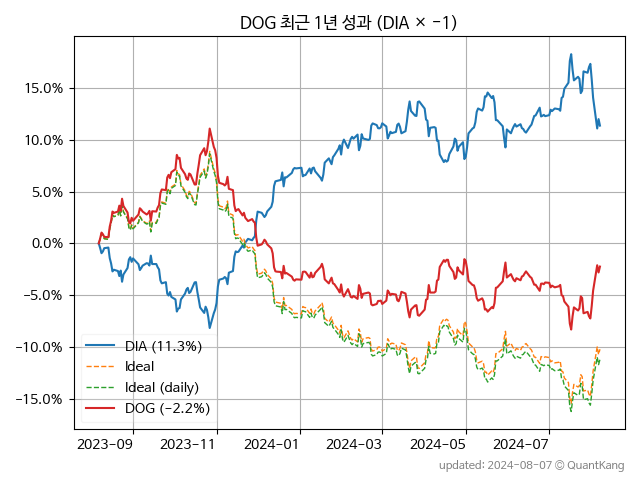 DOG 최근 1년 성과 (DIA × -1)
15.0%
10.0%
5.0%
0.0%
-5.0%
-10.0%
-15.0%
DIA (11.3%)
Ideal
Ideal (daily)
DOG (-2.2%)
2023-09
2023-11
2024-01
2024-03
2024-05
2024-07
updated: 2024-08-07 © QuantKang